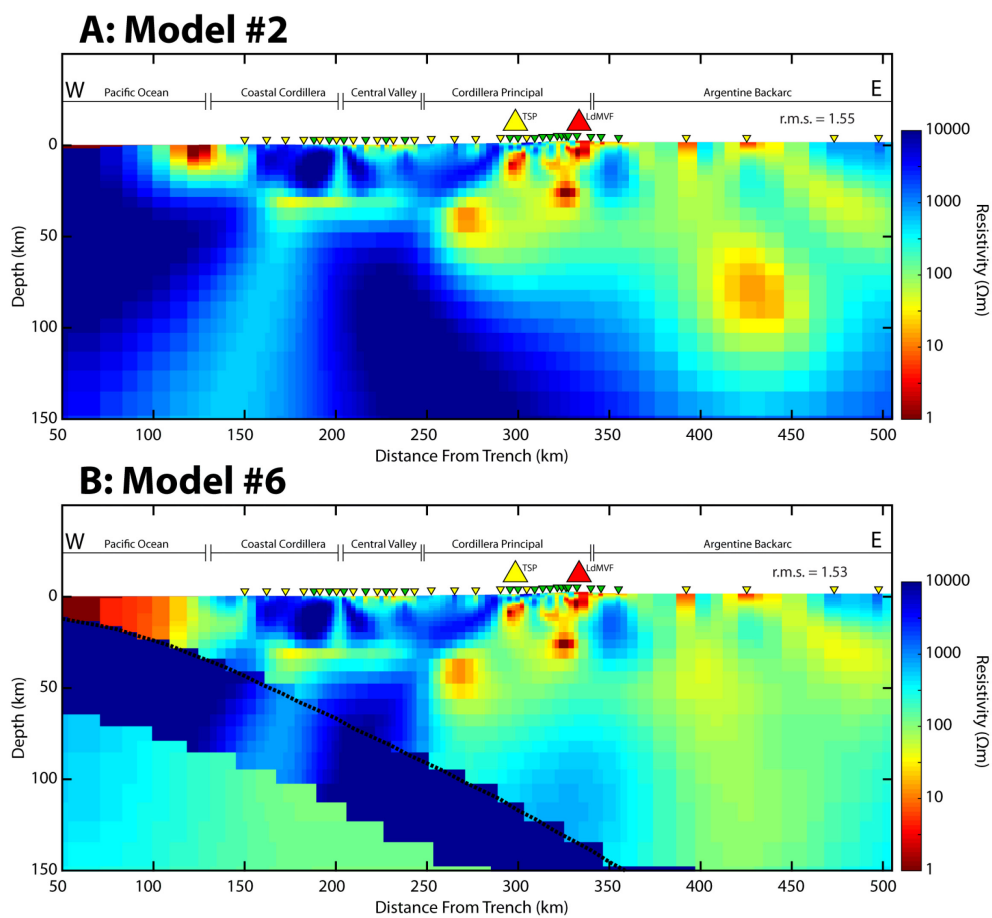 A: Model #2
W Pacific Ocean Coastal Cordillera Central Valley Cordillera Principal Argentine Backarc E
TSP LdMVF r.m.s. = 1.55
0
50
100
150
Depth (km)
50 100 150 200 250 300 350 400 450 500
Distance From Trench (km)
10000
1000
100
10
1
Resistivity (Ωm)
B: Model #6
W Pacific Ocean Coastal Cordillera Central Valley Cordillera Principal Argentine Backarc E
TSP LdMVF r.m.s. = 1.53
0
50
100
150
Depth (km)
50 100 150 200 250 300 350 400 450 500
Distance From Trench (km)
10000
1000
100
10
1
Resistivity (Ωm)